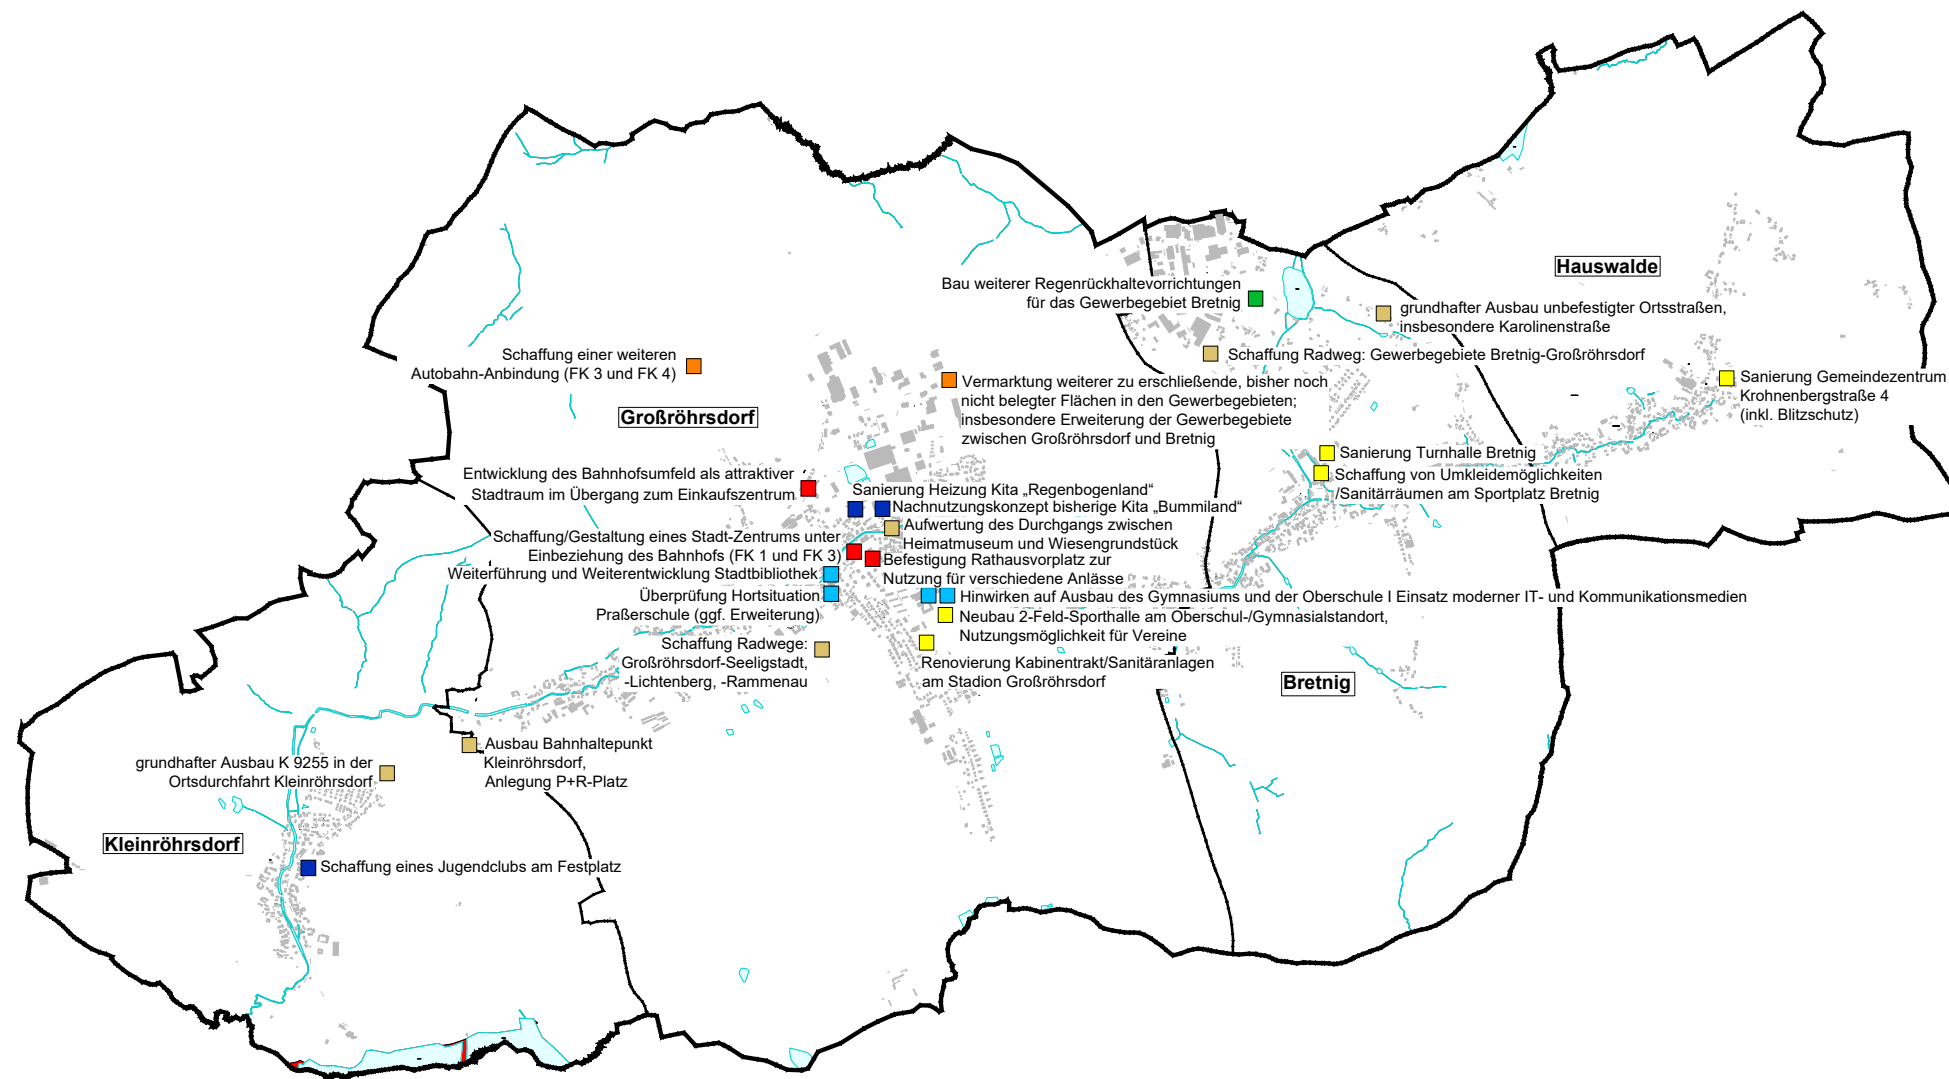 Hauswalde
Bau weiterer Regenrückhaltevorrichtungen
für das Gewerbegebiet Bretnig
grundhafter Ausbau unbefestigter Ortsstraßen,
insbesondere Karolinenstraße
Schaffung Radweg: Gewerbegebiete Bretnig-Großröhrsdorf
Schaffung einer weiteren
Autobahn-Anbindung (FK 3 und FK 4)
Vermarktung weiterer zu erschließende, bisher noch
nicht belegter Flächen in den Gewerbegebieten;
insbesondere Erweiterung der Gewerbegebiete
zwischen Großröhrsdorf und Bretnig
Sanierung Gemeindezentrum
Krohnenbergstraße 4
(inkl. Blitzschutz)
Großröhrsdorf
Sanierung Turnhalle Bretnig
Schaffung von Umkleidemöglichkeiten
/Sanitärräumen am Sportplatz Bretnig
Entwicklung des Bahnhofsumfeld als attraktiver
Stadtraum im Übergang zum Einkaufszentrum
Sanierung Heizung Kita „Regenbogenland“
Nachnutzungskonzept bisherige Kita „Bummiland“
Aufwertung des Durchgangs zwischen
Heimatmuseum und Wiesengrundstück
Schaffung/Gestaltung eines Stadt-Zentrums unter
Einbeziehung des Bahnhofs (FK 1 und FK 3)
Befestigung Rathausvorplatz zur
Nutzung für verschiedene Anlässe
Weiterführung und Weiterentwicklung Stadtbibliothek
Überprüfung Hortsituation
Praßerschule (ggf. Erweiterung)
Hinwirken auf Ausbau des Gymnasiums und der Oberschule I Einsatz moderner IT- und Kommunikationsmedien
Neubau 2-Feld-Sporthalle am Oberschul-/Gymnasialstandort,
Nutzungsmöglichkeit für Vereine
Schaffung Radwege:
Großröhrsdorf-Seeligstadt,
-Lichtenberg, -Rammenau
Renovierung Kabinentrakt/Sanitäranlagen
am Stadion Großröhrsdorf
Bretnig
Ausbau Bahnhaltepunkt
Kleinröhrsdorf,
Anlegung P+R-Platz
grundhafter Ausbau K 9255 in der
Ortsdurchfahrt Kleinröhrsdorf
Kleinröhrsdorf
Schaffung eines Jugendclubs am Festplatz